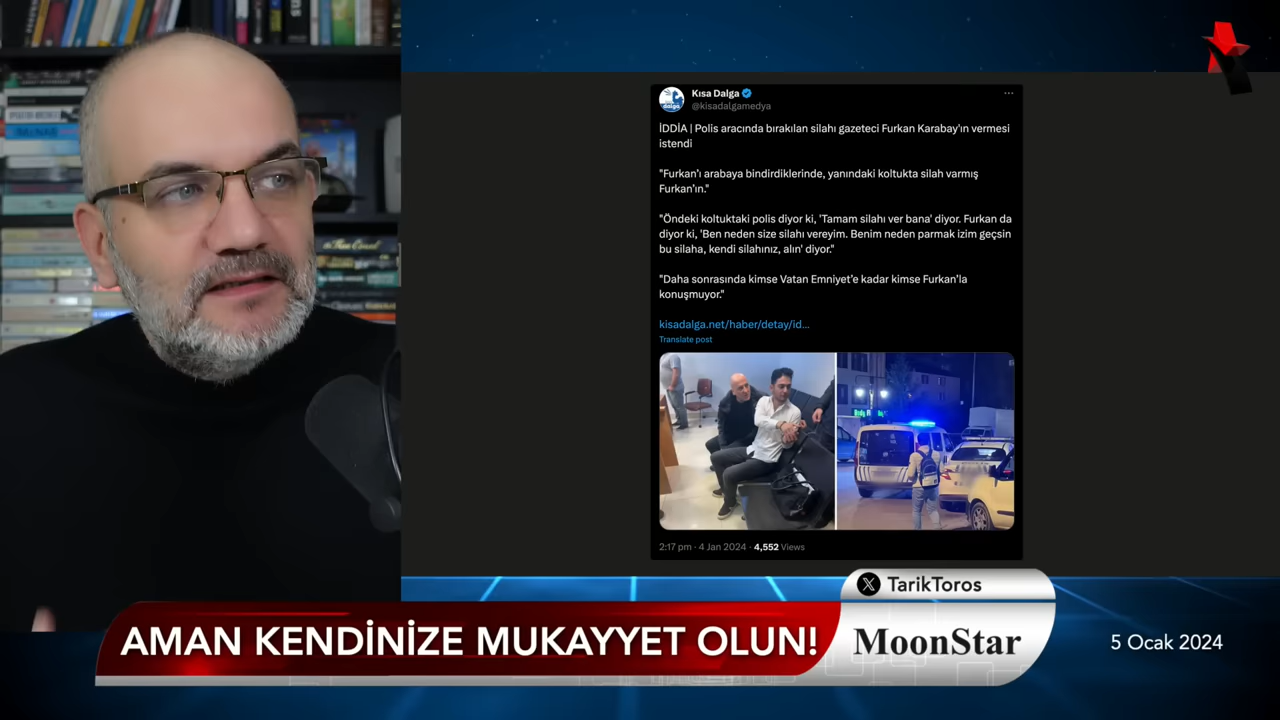 Kısa Dalga
@kisadalgamedya
İDDİA | Polis aracında bırakılan silahı gazeteci Furkan Karabay'ın vermesi
istendi
"Furkan'ı arabaya bindirdiklerinde, yanındaki koltukta silah varmış
Furkan'ın."
"Öndeki koltuktaki polis diyor ki, 'Tamam silahı ver bana' diyor. Furkan da
diyor ki, 'Ben neden size silahı vereyim. Benim neden parmak izim geçsin
bu silaha, kendi silahınız, alın' diyor."
"Daha sonrasında kimse Vatan Emniyet'e kadar kimse Furkan'la
konuşmuyor."
kisadalga.net/haber/detay/id...
Translate post
2:17 pm · 4 Jan 2024 · 4,552 Views
TarikToros
AMAN KENDİNİZE MUKAYYET OLUN!
MoonStar
5 Ocak 2024